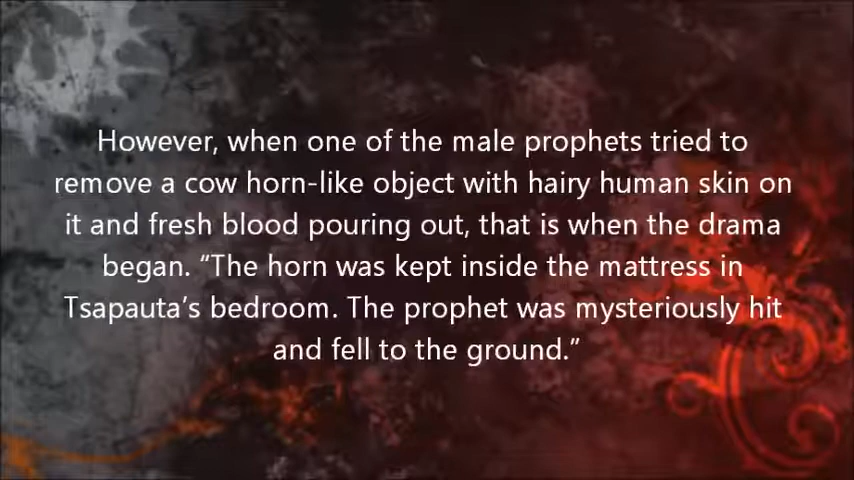 However, when one of the male prophets tried to
remove a cow horn-like object with hairy human skin on
it and fresh blood pouring out, that is when the drama
began. “The horn was kept inside the mattress in
Tsapauta’s bedroom. The prophet was mysteriously hit
and fell to the ground.”